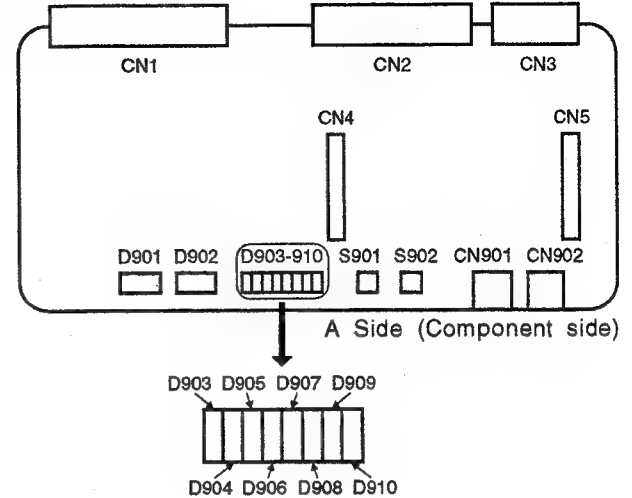 CN1 CN2 CN3
CN4 CN5
D901 D902 D903-910 S901 S902 CN901 CN902
A Side (Component side)
D903 D905 D907 D909
D904 D906 D908 D910